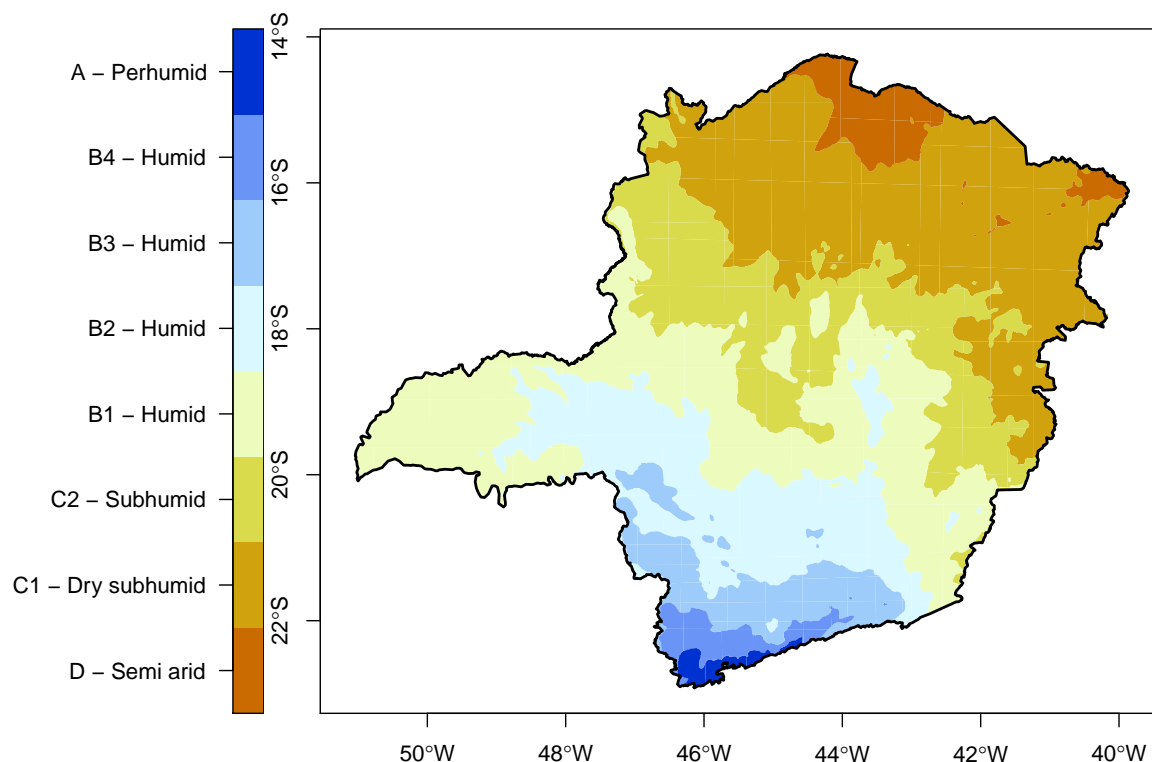 A − Perhumid
B4 − Humid
B3 − Humid
B2 − Humid
B1 − Humid
C2 − Subhumid
C1 − Dry subhumid
D − Semi arid
14°S
16°S
18°S
20°S
22°S
50°W 48°W 46°W 44°W 42°W 40°W